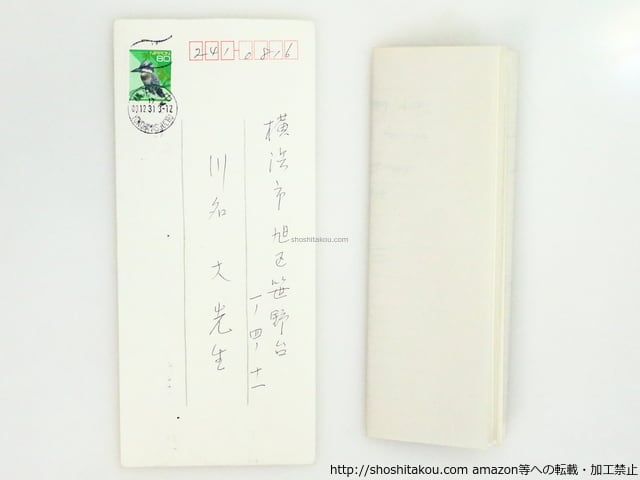 NIPPON
80
241-0816
横浜市旭区笹野台
一ノ四ノ十一
川名大先生
shoshitakou.com
http://shoshitakou.com amazon等への転載・加工禁止